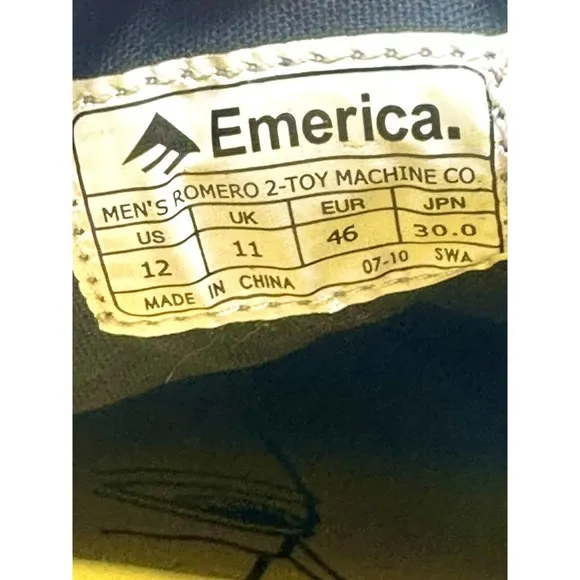 Emerica.
MEN'S ROMERO 2-TOY MACHINE CO
US UK EUR JPN
12 11 46 30.0
MADE IN CHINA 07-10 SWA